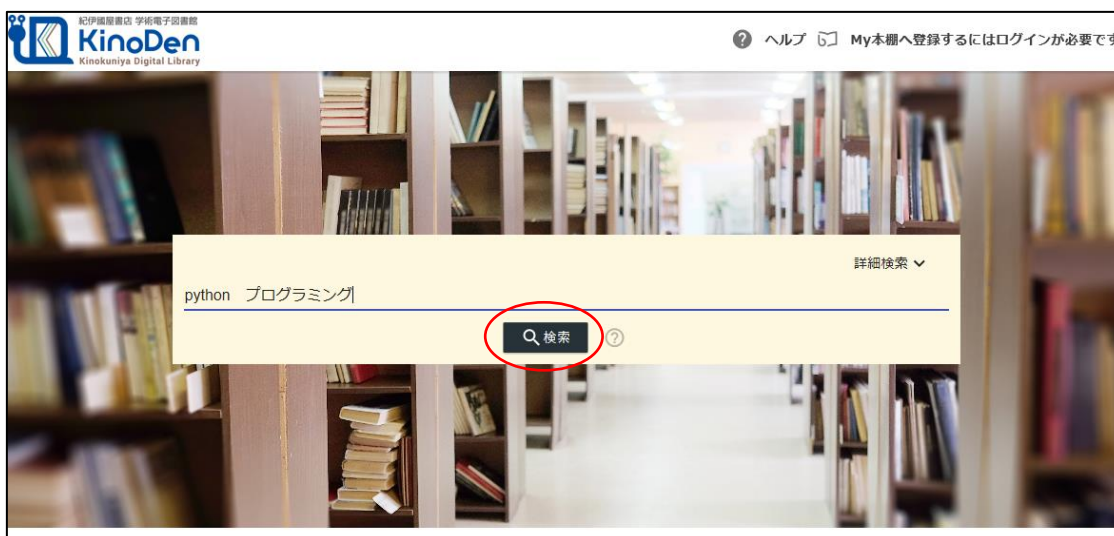 紀伊國屋書店 学術電子図書館
KinoDen
Kinokuniya Digital Library
ヘルプ
My本棚へ登録するにはログインが必要です
詳細検索
python　プログラミング
検索